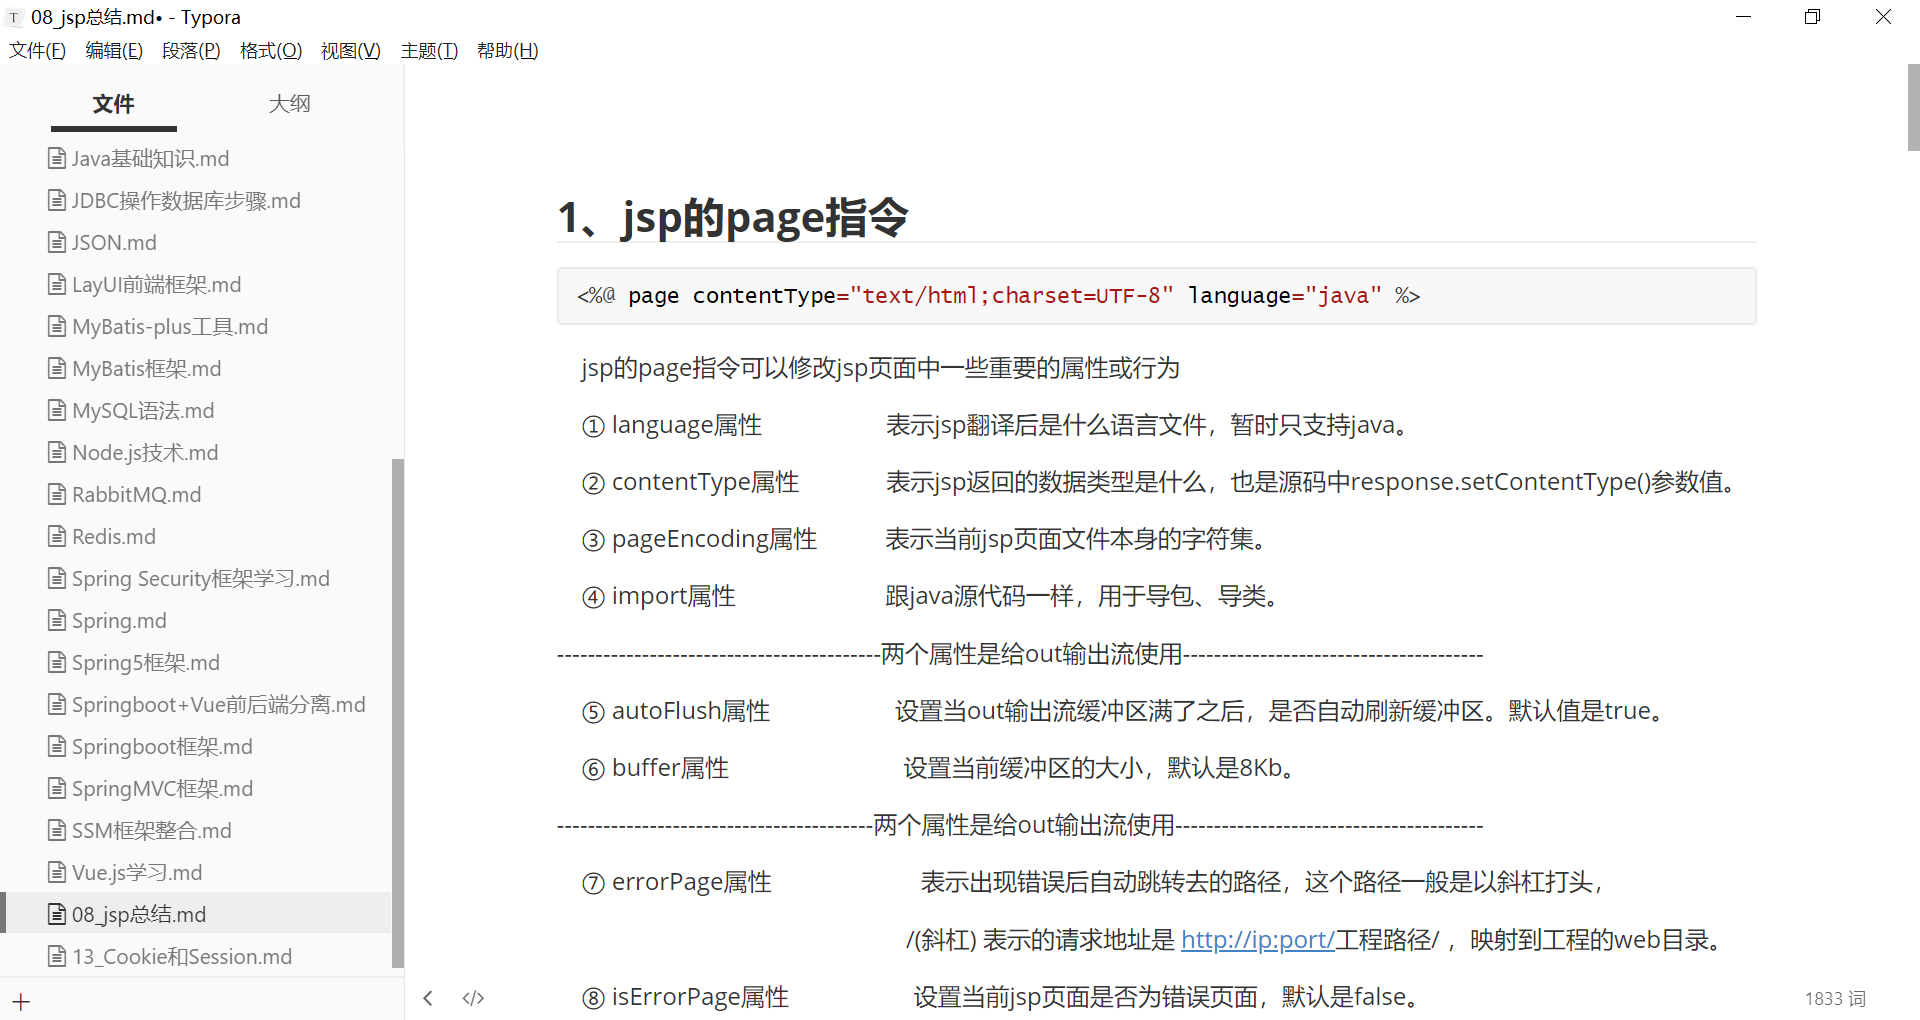 08_jsp总结.md• - Typora
文件(F) 编辑(E) 段落(P) 格式(O) 视图(V) 主题(T) 帮助(H)
文件 大纲
Java基础知识.md
JDBC操作数据库步骤.md
JSON.md
LayUI前端框架.md
MyBatis-plus工具.md
MyBatis框架.md
MySQL语法.md
Node.js技术.md
RabbitMQ.md
Redis.md
Spring Security框架学习.md
Spring.md
Spring5框架.md
Springboot+Vue前后端分离.md
Springboot框架.md
SpringMVC框架.md
SSM框架整合.md
Vue.js学习.md
08_jsp总结.md
13_Cookie和Session.md
1、jsp的page指令
<%@ page contentType="text/html;charset=UTF-8" language="java" %>
jsp的page指令可以修改jsp页面中一些重要的属性或行为
① language属性 表示jsp翻译后是什么语言文件，暂时只支持java。
② contentType属性 表示jsp返回的数据类型是什么，也是源码中response.setContentType()参数值。
③ pageEncoding属性 表示当前jsp页面文件本身的字符集。
④ import属性 跟java源代码一样，用于导包、导类。
------------------------------------------两个属性是给out输出流使用---------------------------------------
⑤ autoFlush属性 设置当out输出流缓冲区满了之后，是否自动刷新缓冲区。默认值是true。
⑥ buffer属性 设置当前缓冲区的大小，默认是8Kb。
-----------------------------------------两个属性是给out输出流使用----------------------------------------
⑦ errorPage属性 表示出现错误后自动跳转去的路径，这个路径一般是以斜杠打头，
/(斜杠) 表示的请求地址是 http://ip:port/工程路径/ ，映射到工程的web目录。
⑧ isErrorPage属性 设置当前jsp页面是否为错误页面，默认是false。
1833 词